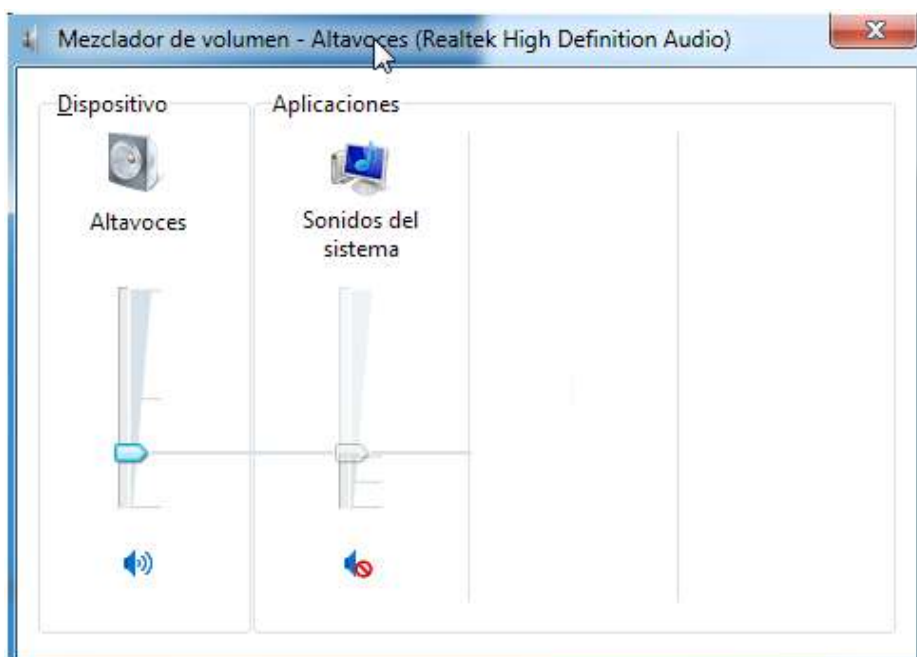 Mezclador de volumen - Altavoces (Realtek High Definition Audio)
Dispositivo
Aplicaciones
Altavoces
Sonidos del
sistema